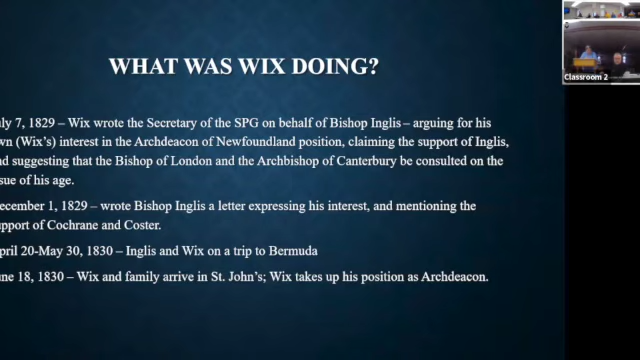 WHAT WAS WIX DOING?
uly 7, 1829 – Wix wrote the Secretary of the SPG on behalf of Bishop Inglis – arguing for his
wn (Wix's) interest in the Archdeacon of Newfoundland position, claiming the support of Inglis,
nd suggesting that the Bishop of London and the Archbishop of Canterbury be consulted on the
sue of his age.
ecember 1, 1829 – wrote Bishop Inglis a letter expressing his interest, and mentioning the
upport of Cochrane and Coster.
pril 20-May 30, 1830 – Inglis and Wix on a trip to Bermuda
une 18, 1830 – Wix and family arrive in St. John's; Wix takes up his position as Archdeacon.
Classroom 2